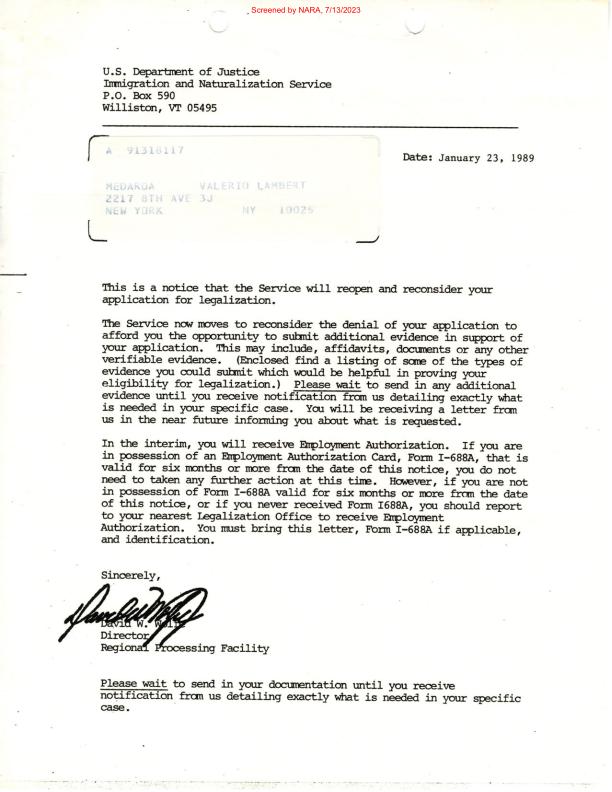 Screened by NARA, 7/13/2023
U.S. Department of Justice
Immigration and Naturalization Service
P.O. Box 590
Williston, VT 05495
A 91318117
Date: January 23, 1989
MEDARDA VALERIO LAMBERT
2217 8TH AVE 3J
NEW YORK NY 10025
This is a notice that the Service will reopen and reconsider your
application for legalization.
The Service now moves to reconsider the denial of your application to
afford you the opportunity to submit additional evidence in support of
your application. This may include, affidavits, documents or any other
verifiable evidence. (Enclosed find a listing of some of the types of
evidence you could submit which would be helpful in proving your
eligibility for legalization.) Please wait to send in any additional
evidence until you receive notification from us detailing exactly what
is needed in your specific case. You will be receiving a letter from
us in the near future informing you about what is requested.
In the interim, you will receive Employment Authorization. If you are
in possession of an Employment Authorization Card, Form I-688A, that is
valid for six months or more from the date of this notice, you do not
need to taken any further action at this time. However, if you are not
in possession of Form I-688A valid for six months or more from the date
of this notice, or if you never received Form I688A, you should report
to your nearest Legalization Office to receive Employment
Authorization. You must bring this letter, Form I-688A if applicable,
and identification.
Sincerely,
David W.
Director
Regional Processing Facility
Please wait to send in your documentation until you receive
notification from us detailing exactly what is needed in your specific
case.